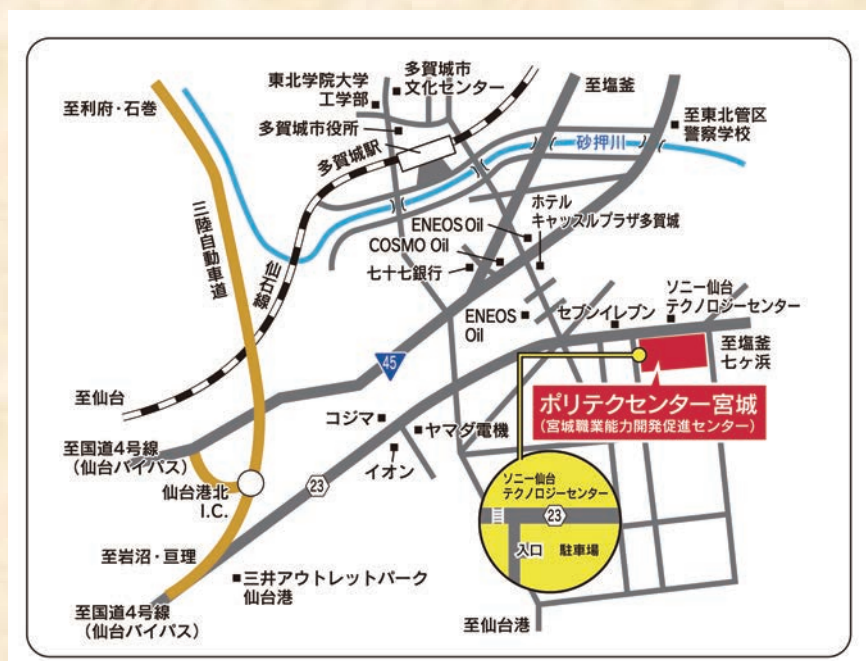 東北学院大学
工学部
多賀城市
文化センター
至塩釜
至利府・石巻
多賀城市役所
多賀城駅
砂押川
至東北管区
警察学校
三陸自動車道
仙石線
ENEOS Oil
COSMO Oil
七十七銀行
ホテル
キャッスルプラザ多賀城
ENEOS
Oil
セブンイレブン
ソニー仙台
テクノロジーセンター
至塩釜
七ヶ浜
45
至仙台
ポリテクセンター宮城
(宮城職業能力開発促進センター)
コジマ
ヤマダ電機
イオン
至国道4号線
(仙台バイパス)
仙台港北
I.C.
23
ソニー仙台
テクノロジーセンター
23
入口 駐車場
至岩沼・亘理
三井アウトレットパーク
仙台港
至国道4号線
(仙台バイパス)
至仙台港